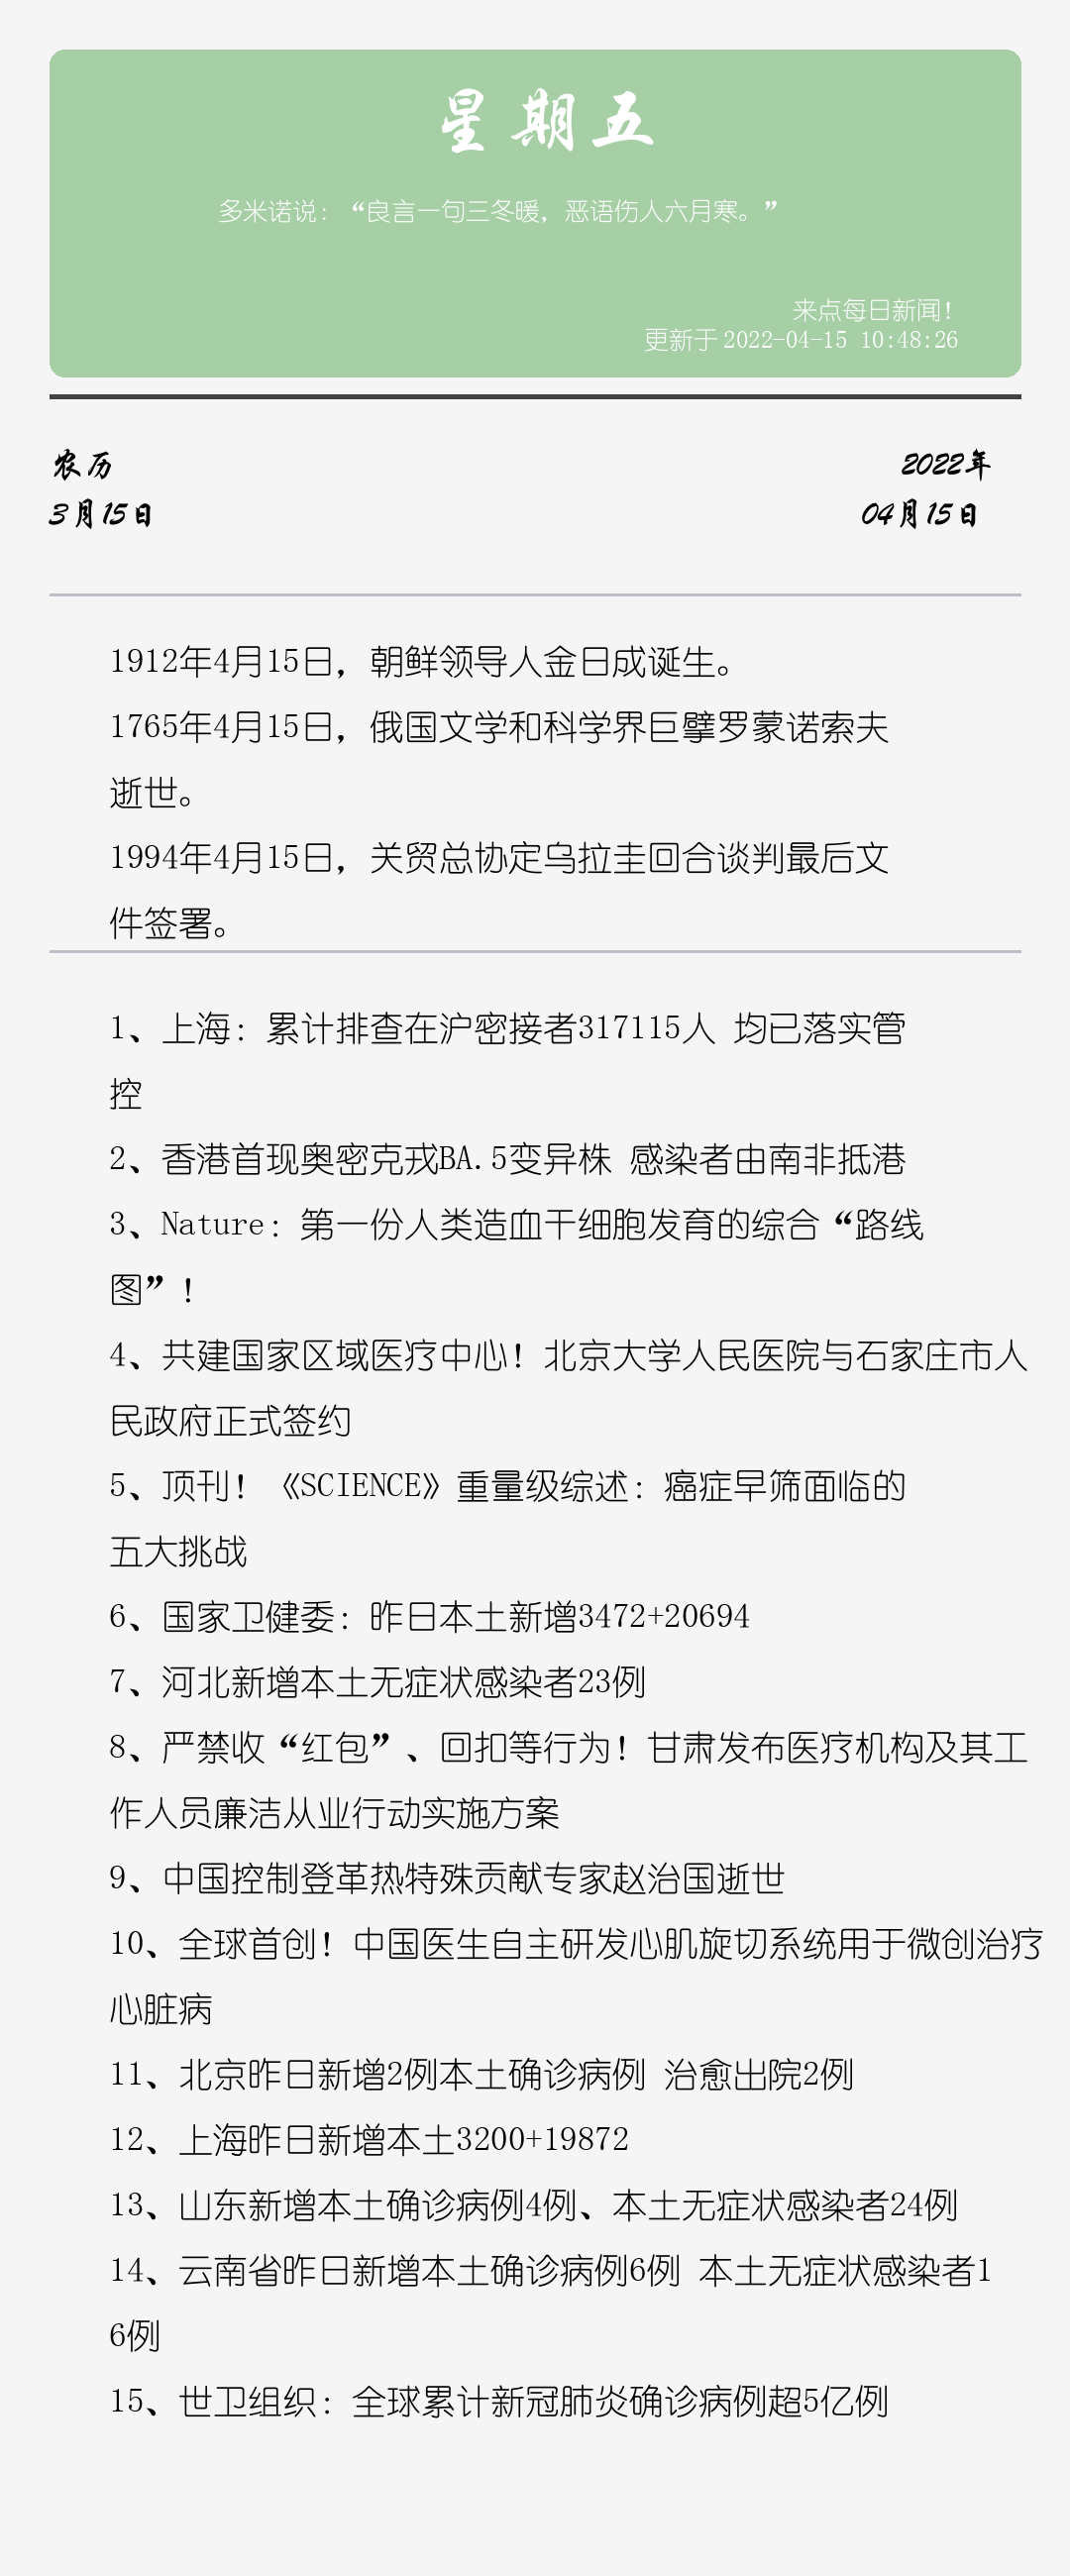 星期五
多米诺说：“良言一句三冬暖，恶语伤人六月寒。”
来点每日新闻！
更新于 2022-04-15 10:48:26
农历
2022年
3月15日
04月15日
1912年4月15日，朝鲜领导人金日成诞生。
1765年4月15日，俄国文学和科学界巨擘罗蒙诺索夫
逝世。
1994年4月15日，关贸总协定乌拉圭回合谈判最后文
件签署。
1、上海：累计排查在沪密接者317115人 均已落实管
控
2、香港首现奥密克戎BA.5变异株 感染者由南非抵港
3、Nature：第一份人类造血干细胞发育的综合“路线
图”！
4、共建国家区域医疗中心！北京大学人民医院与石家庄市人
民政府正式签约
5、顶刊！《SCIENCE》重量级综述：癌症早筛面临的
五大挑战
6、国家卫健委：昨日本土新增3472+20694
7、河北新增本土无症状感染者23例
8、严禁收“红包”、回扣等行为！甘肃发布医疗机构及其工
作人员廉洁从业行动实施方案
9、中国控制登革热特殊贡献专家赵治国逝世
10、全球首创！中国医生自主研发心肌旋切系统用于微创治疗
心脏病
11、北京昨日新增2例本土确诊病例 治愈出院2例
12、上海昨日新增本土3200+19872
13、山东新增本土确诊病例4例、本土无症状感染者24例
14、云南省昨日新增本土确诊病例6例 本土无症状感染者1
6例
15、世卫组织：全球累计新冠肺炎确诊病例超5亿例